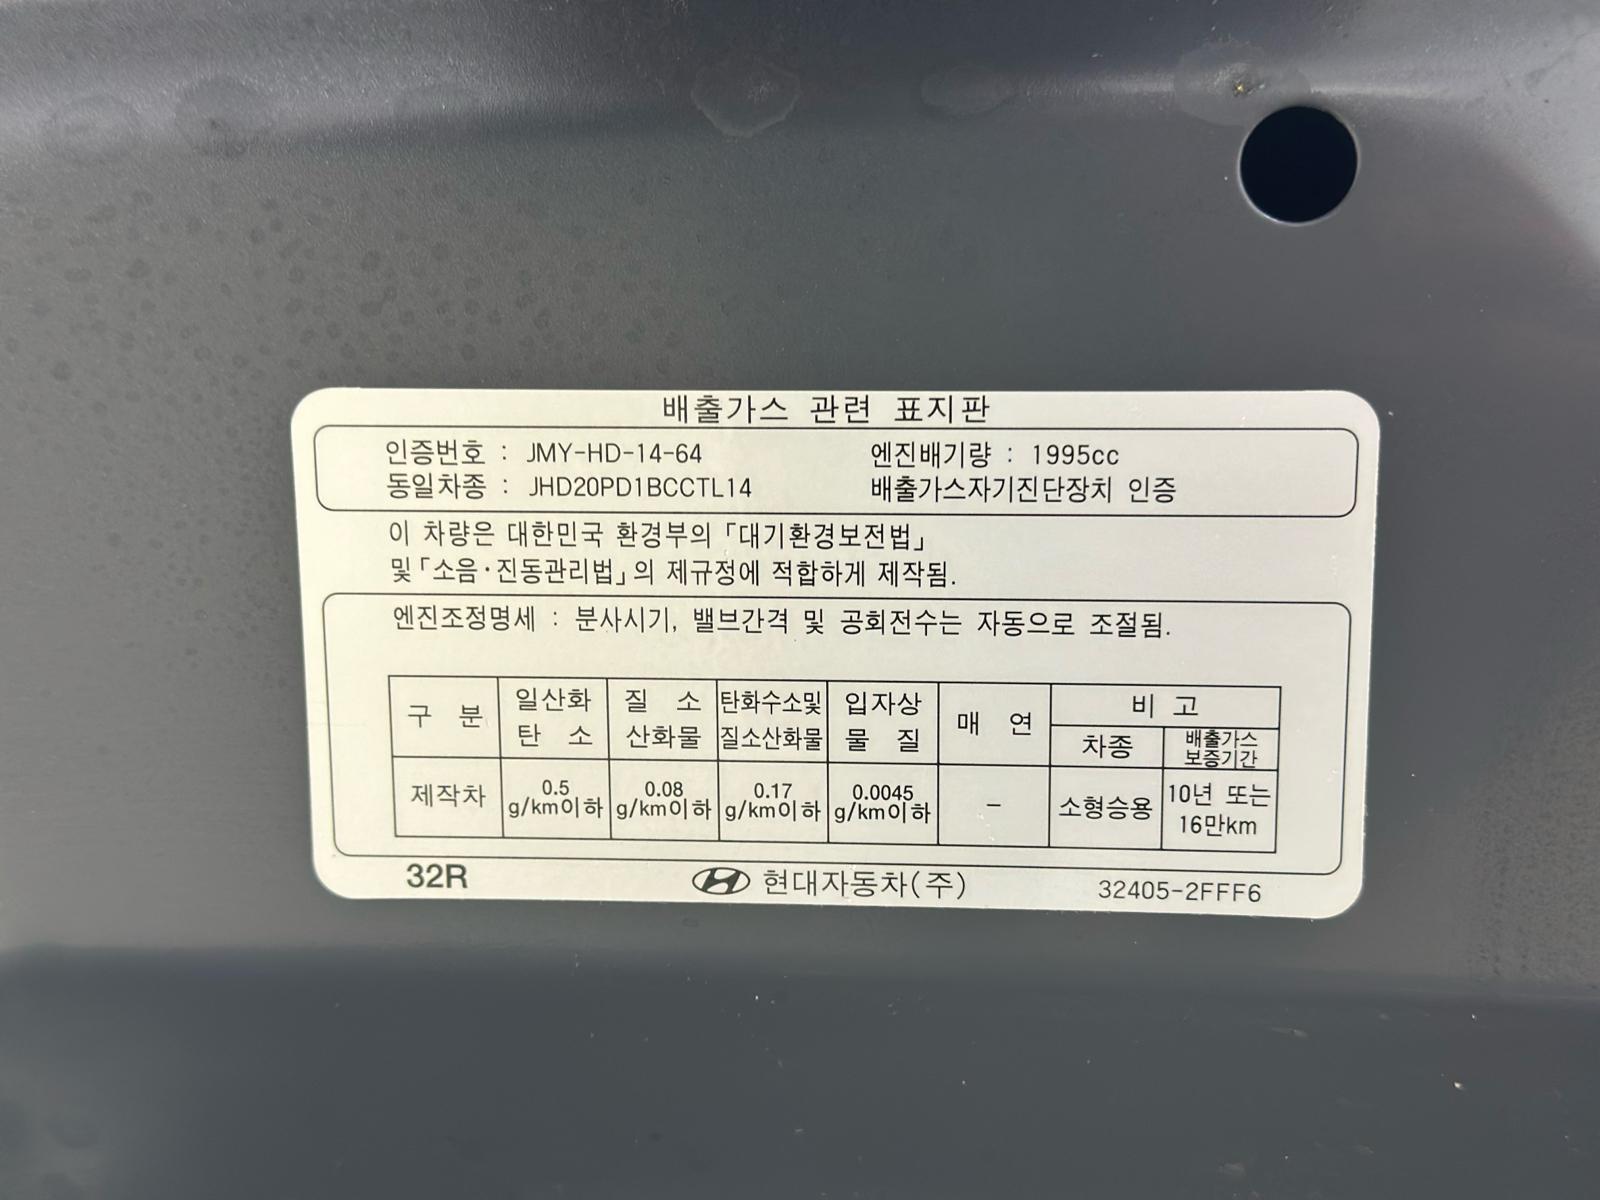 배출가스 관련 표지판
인증번호 : JMY-HD-14-64 엔진배기량 : 1995cc
동일차종 : JHD20PD1BCCTL14 배출가스자기진단장치 인증
이 차량은 대한민국 환경부의 「대기환경보전법」
및 「소음·진동관리법」의 제규정에 적합하게 제작됨.
엔진조정명세 : 분사시기, 밸브간격 및 공회전수는 자동으로 조절됨.
구 분 일산화 탄 소 질 소 산화물 탄화수소및 질소산화물 입자상 물 질 매 연 비 고
차종 배출가스 보증기간
제작차 0.5 g/km이하 0.08 g/km이하 0.17 g/km이하 0.0045 g/km이하 - 소형승용 10년 또는 16만km
32R 현대자동차(주) 32405-2FFF6